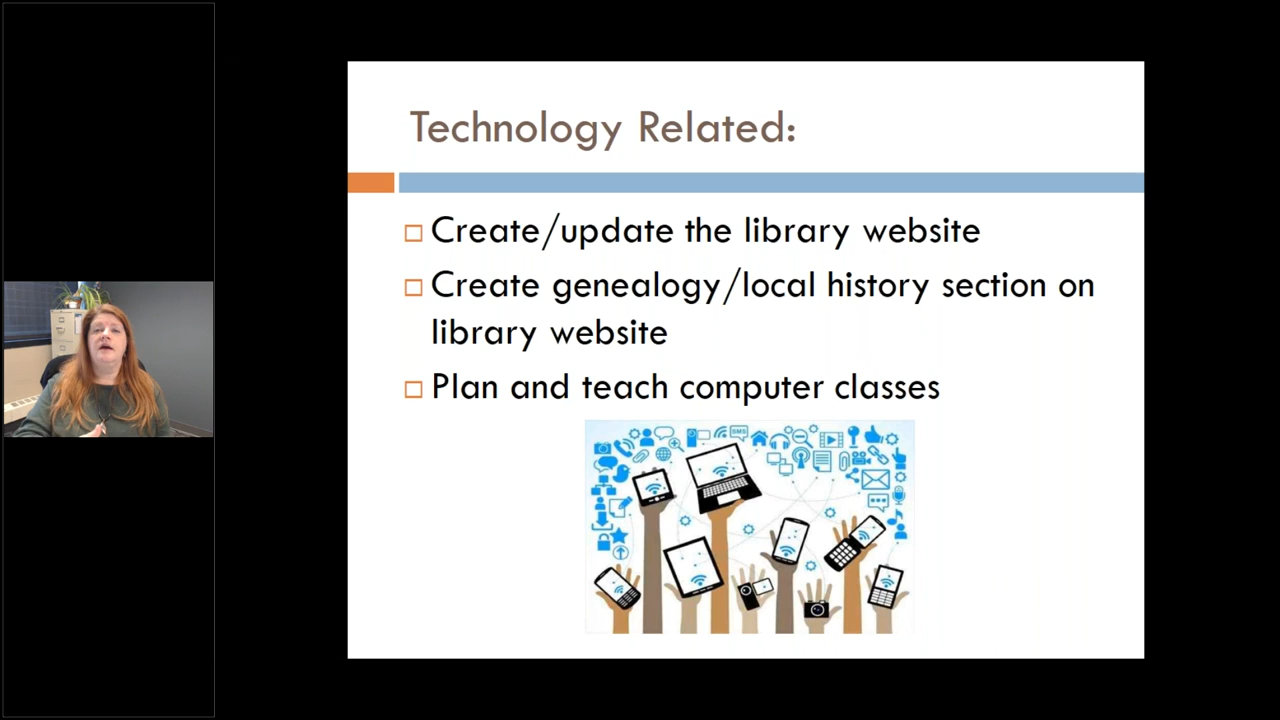 Technology Related:
Create/update the library website
Create genealogy/local history section on
library website
Plan and teach computer classes
SMS